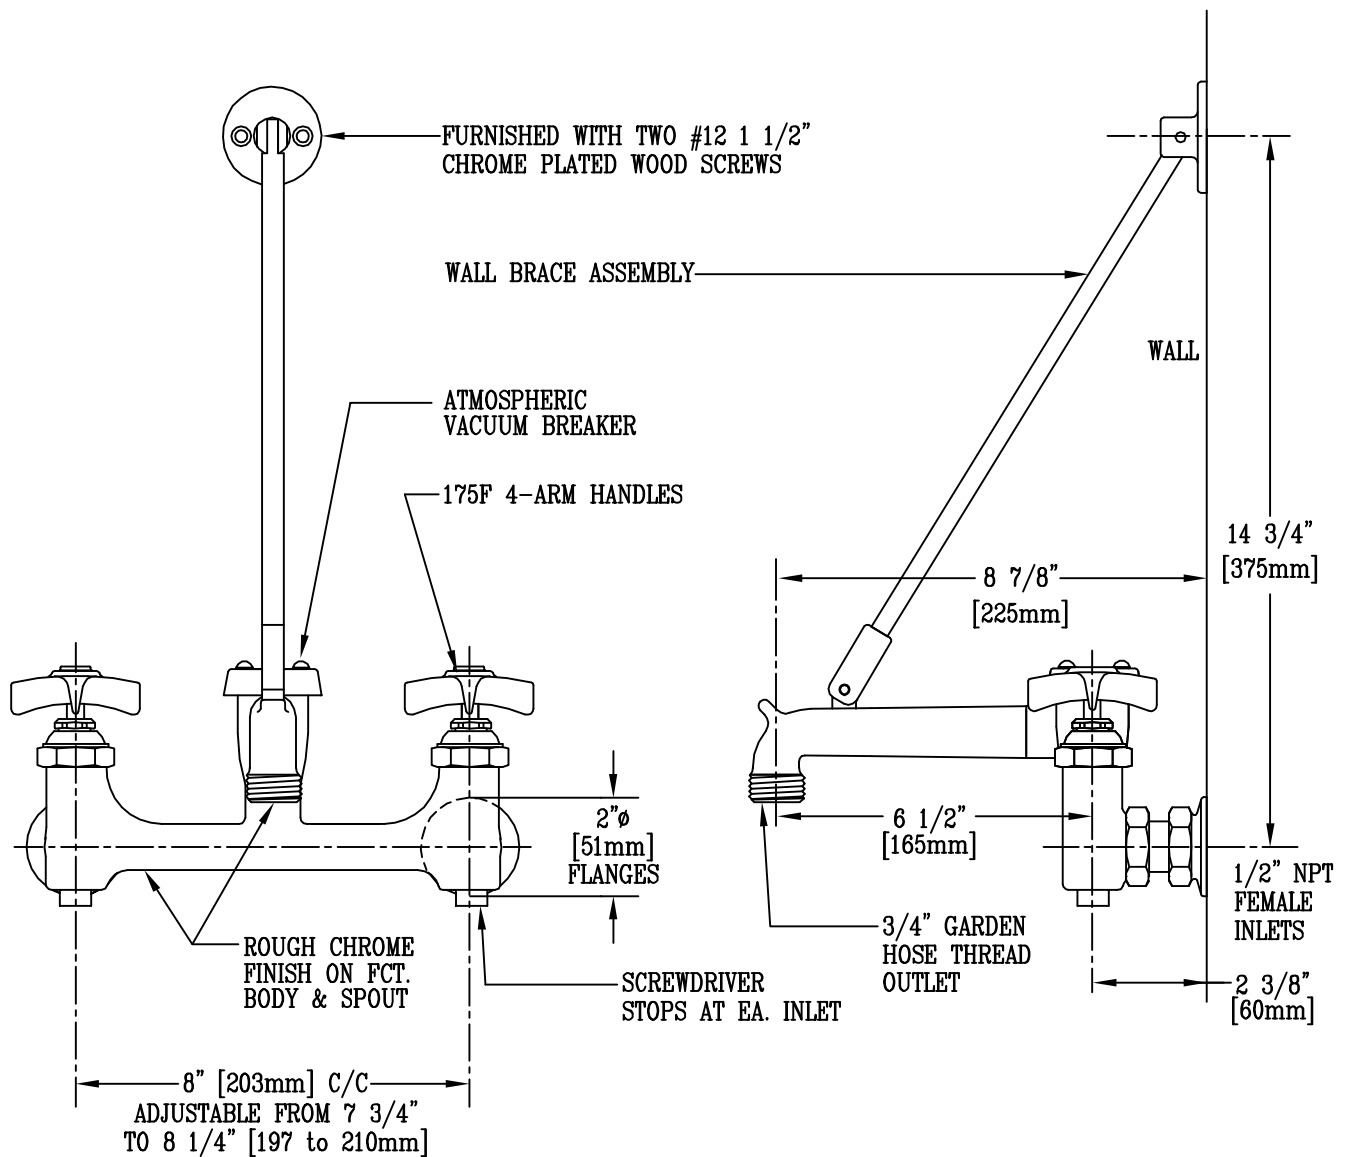 FURNISHED WITH TWO #12 1 1/2"
CHROME PLATED WOOD SCREWS
WALL BRACE ASSEMBLY
WALL
ATMOSPHERIC
VACUUM BREAKER
175F 4-ARM HANDLES
14 3/4"
[375mm]
8 7/8"
[225mm]
2"ø
[51mm]
FLANGES
6 1/2"
[165mm]
1/2" NPT
FEMALE
INLETS
3/4" GARDEN
HOSE THREAD
OUTLET
ROUGH CHROME
FINISH ON FCT.
BODY & SPOUT
SCREWDRIVER
STOPS AT EA. INLET
2 3/8"
[60mm]
8" [203mm] C/C
ADJUSTABLE FROM 7 3/4"
TO 8 1/4" [197 to 210mm]